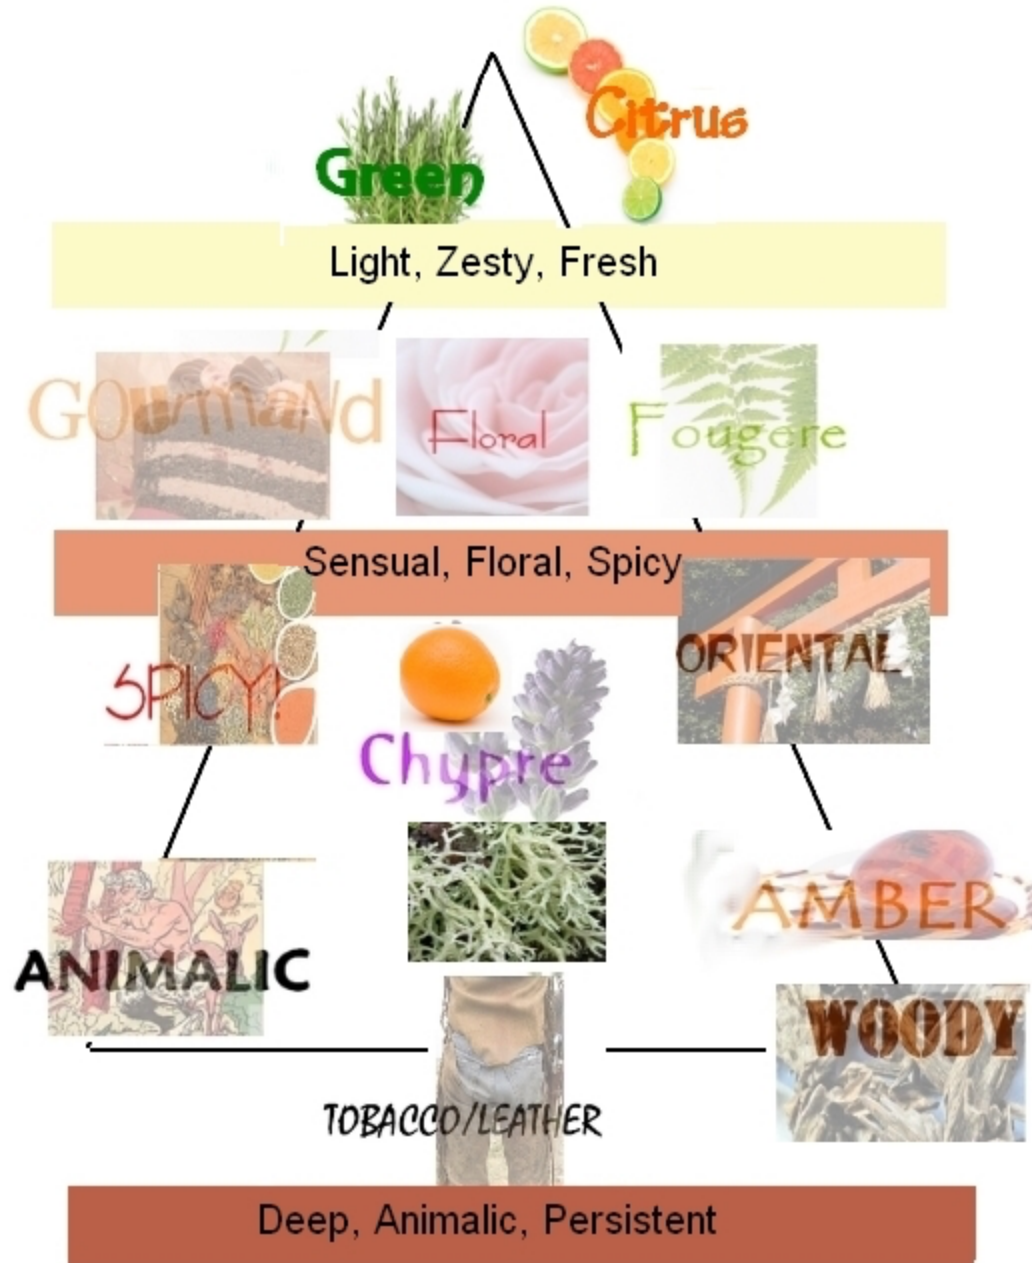 Citrus
Green
Light, Zesty, Fresh
GOurmaNd
Floral
Fougere
Sensual, Floral, Spicy
SPICY!
ORIENTAL
Chypre
AMBER
ANIMALIC
WOODY
TOBACCO/LEATHER
Deep, Animalic, Persistent